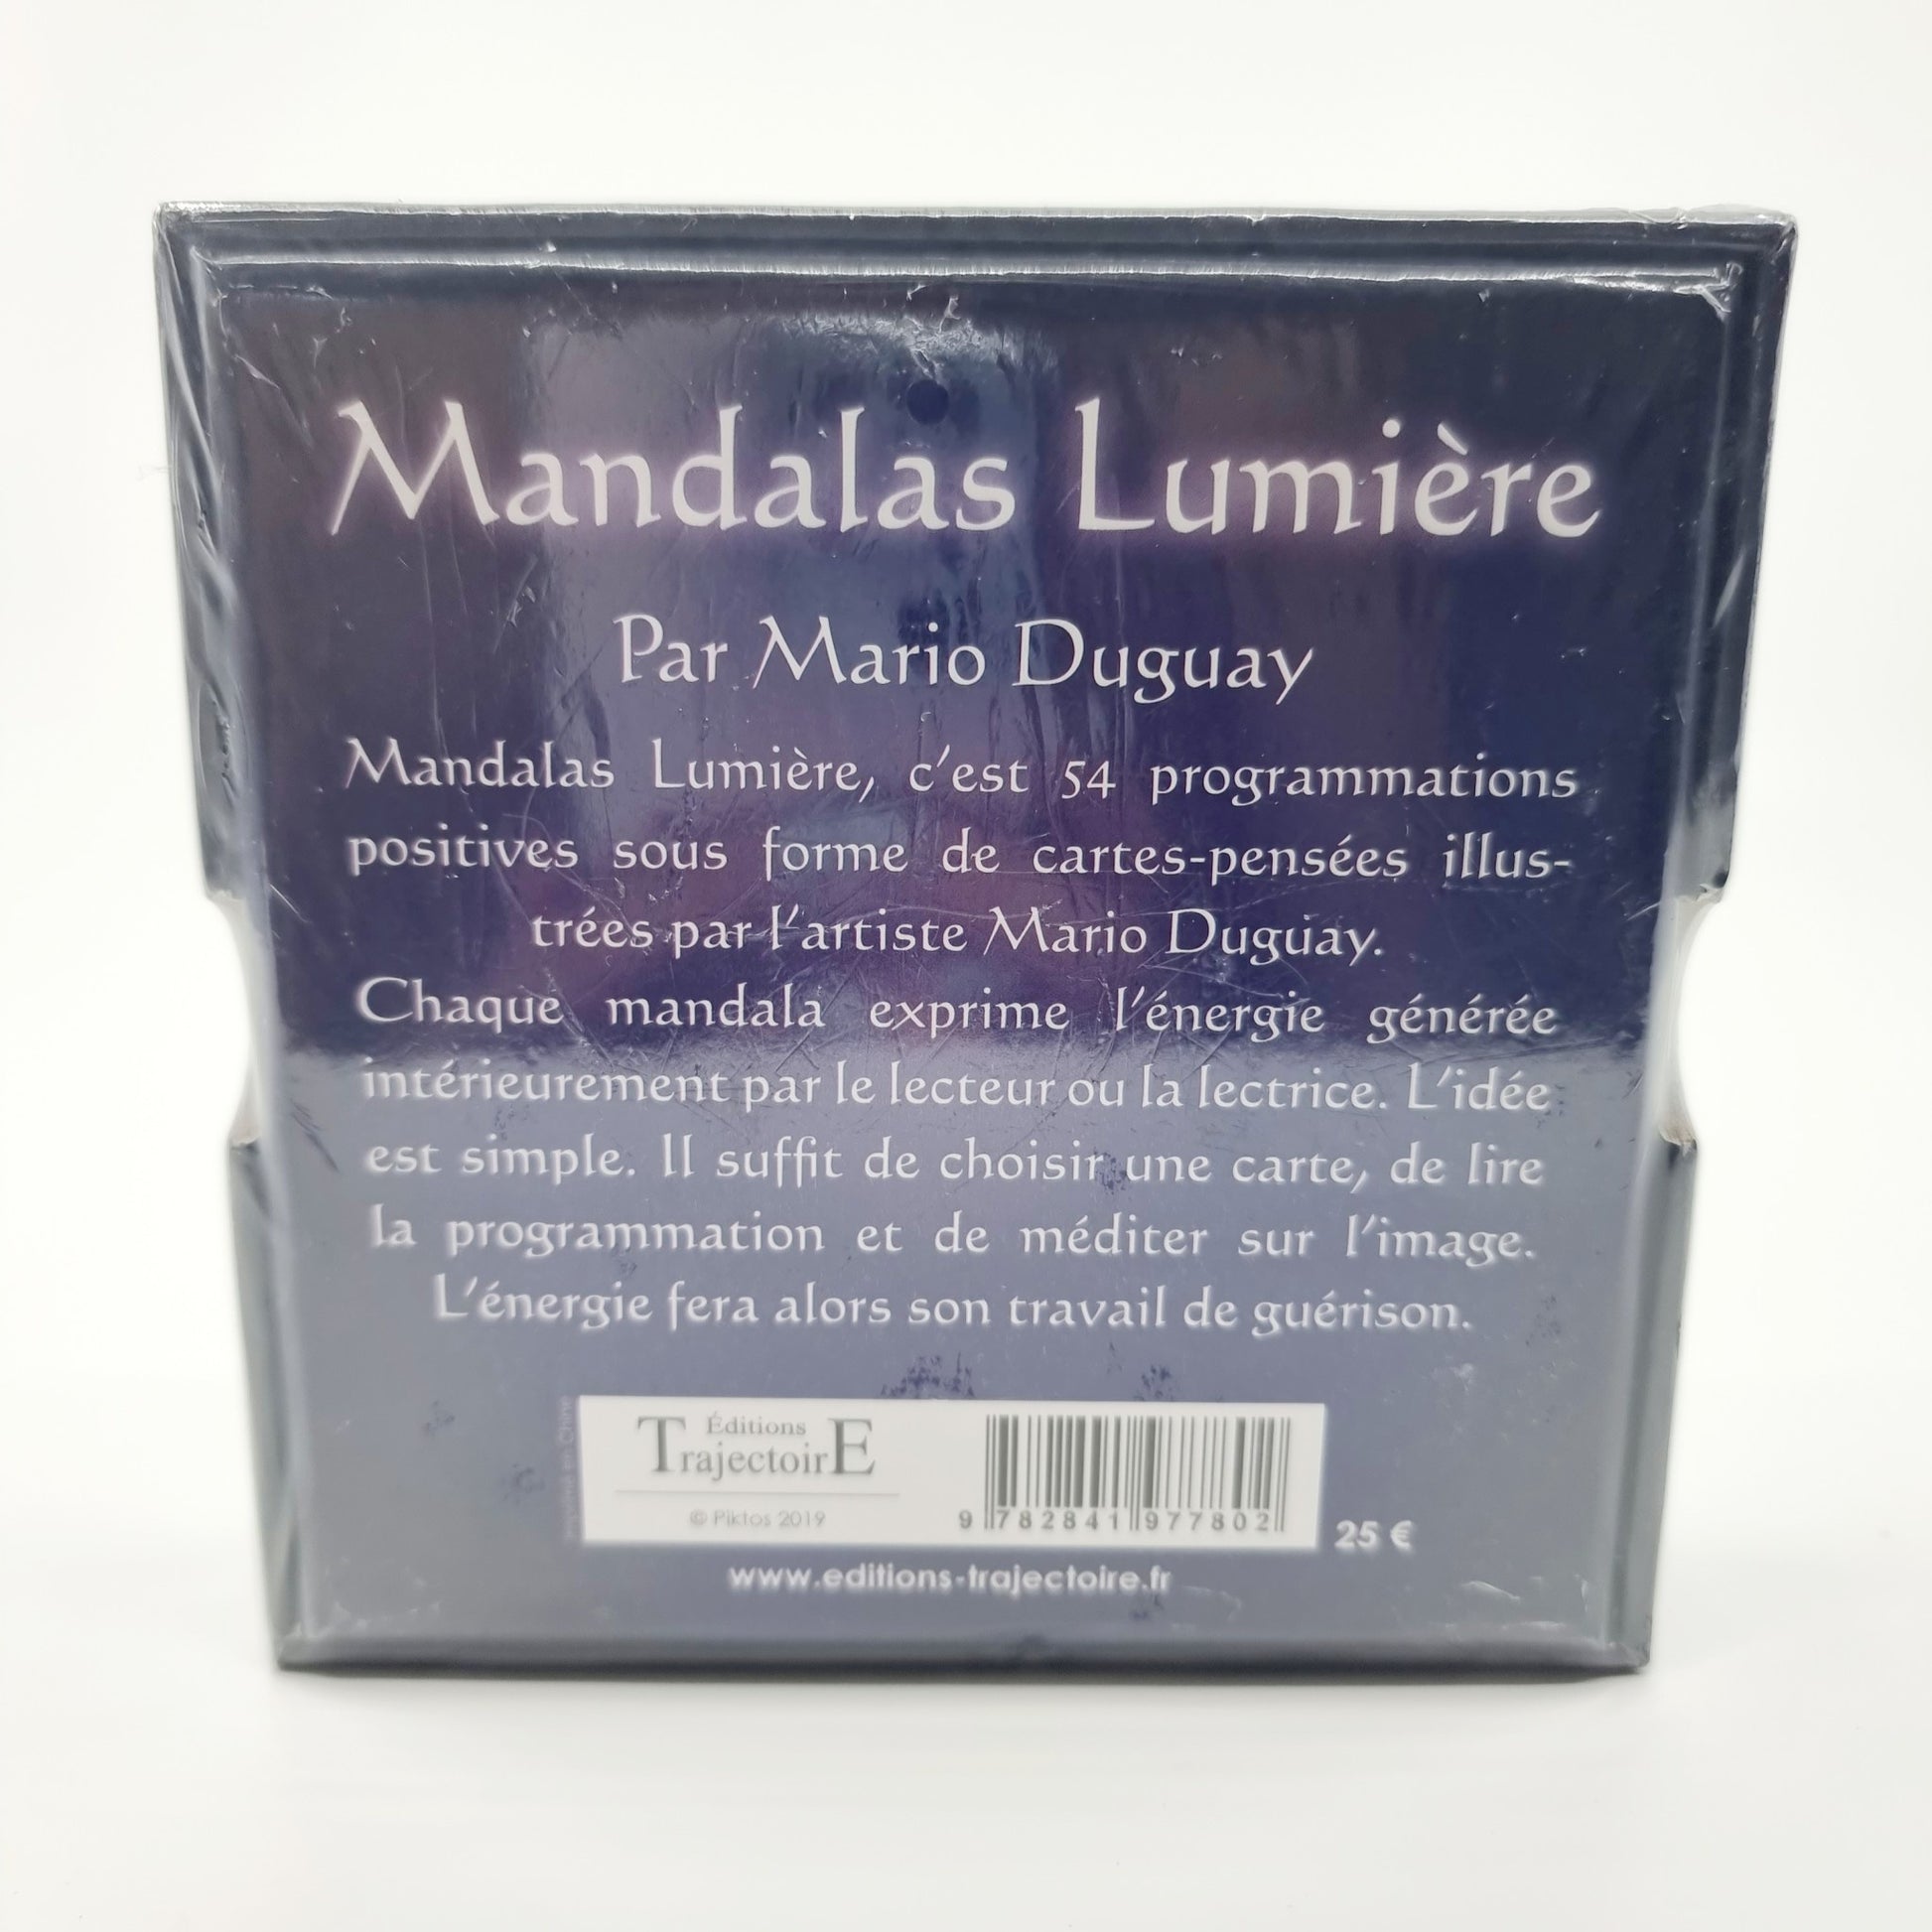 Mandalas Lumière
Par Mario Duguay
Mandalas Lumière, c'est 54 programmations
positives sous forme de cartes-pensées illus-
trées par l'artiste Mario Duguay.
Chaque mandala exprime l'énergie générée
intérieurement par le lecteur ou la lectrice. L'idée
est simple. Il suffit de choisir une carte, de lire
la programmation et de méditer sur l'image.
L'énergie fera alors son travail de guérison.
Imprimé en Chine
Éditions
TrajectoirE
© Piktos 2019
9 782841 977802
25 €
www.editions-trajectoire.fr